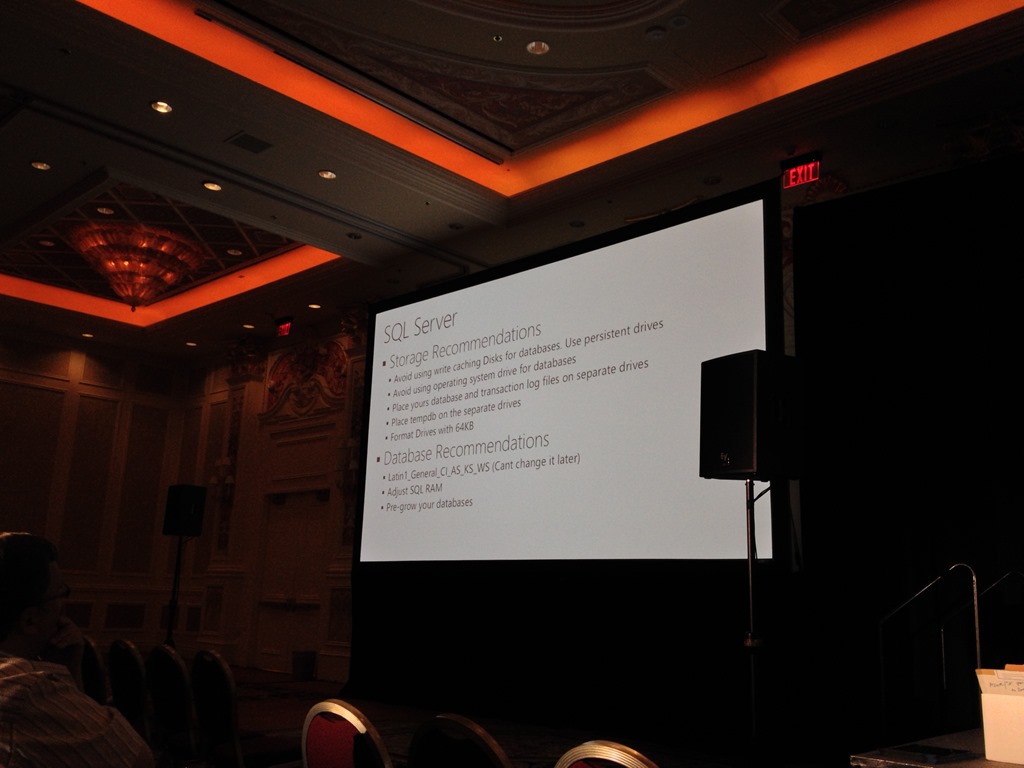 EXIT
SQL Server
▪ Storage Recommendations
• Avoid using write caching Disks for databases. Use persistent drives
• Avoid using operating system drive for databases
• Place yours database and transaction log files on separate drives
• Place tempdb on the separate drives
• Format Drives with 64KB
▪ Database Recommendations
• Latin1_General_CI_AS_KS_WS (Cant change it later)
• Adjust SQL RAM
• Pre-grow your databases